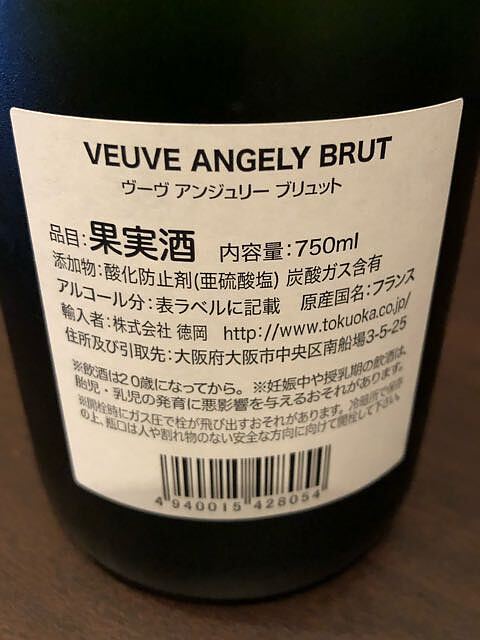 VEUVE ANGELY BRUT
ヴーヴ アンジュリー ブリュット
品目:果実酒 内容量:750ml
添加物:酸化防止剤(亜硫酸塩) 炭酸ガス含有
アルコール分:表ラベルに記載 原産国名:フランス
輸入者:株式会社 徳岡 http://www.tokuoka.co.jp/
住所及び引取先:大阪府大阪市中央区南船場3-5-25
※飲酒は20歳になってから。※妊娠中や授乳期の飲酒は、
胎児・乳児の発育に悪影響を与えるおそれがあります。
※開栓時にガス圧で栓が飛び出すおそれがあります。冷暗所で保存
の上、瓶口は人や割れ物のない安全な方向に向けて開栓して下さい。
4 940015 428054